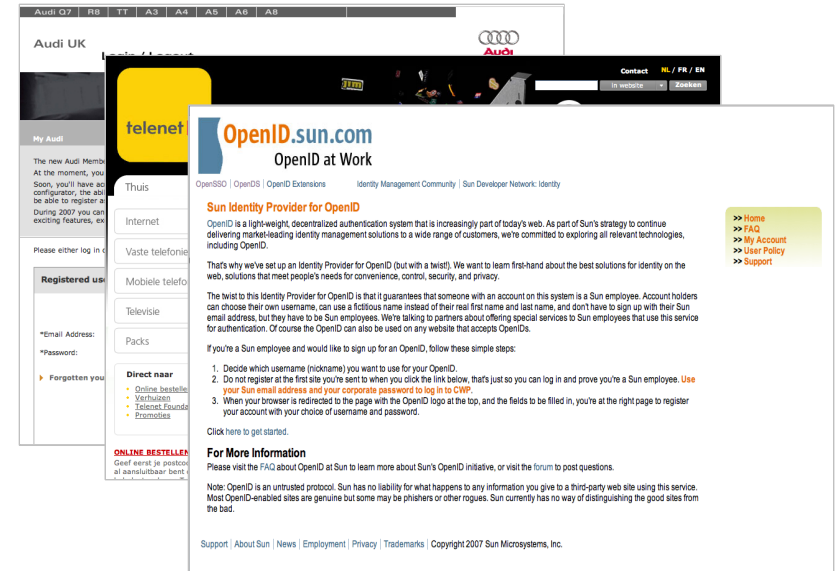 Audi Q7 | R8 | TT | A3 | A4 | A5 | A6 | A8
Audi UK
Audi
Login / Logout
My Audi
The new Audi
At the moment, you
Soon, you'll have
configurator, the
be able to register
During 2007 you can
exciting features,
Please either log in
Registered
*Email Address:
*Password:
Forgotten
telenet
JIM
Contact NL / FR / EN
In website Zoeken
Thuis
Internet
Vaste telefonie
Mobiele
Televisie
Packs
Direct naar
Online
Verhuizen
Telenet
Promoties
ONLINE BESTELLEN
Geef eerst je
al aansluitbaar bent
OpenID.sun.com
OpenID at Work
OpenSSO | OpenDS | OpenID Extensions Identity Management Community | Sun Developer Network: Identity
Sun Identity Provider for OpenID
OpenID is a light-weight, decentralized authentication system that is increasingly part of today's web. As part of Sun's strategy to continue
delivering market-leading identity management solutions to a wide range of customers, we're committed to exploring all relevant technologies,
including OpenID.
That's why we've set up an Identity Provider for OpenID (but with a twist!). We want to learn first-hand about the best solutions for identity on the
web, solutions that meet people's needs for convenience, control, security, and privacy.
The twist to this Identity Provider for OpenID is that it guarantees that someone with an account on this system is a Sun employee. Account holders
can choose their own username, can use a fictitious name instead of their real first name and last name, and don't have to sign up with their Sun
email address, but they have to be Sun employees. We're talking to partners about offering special services to Sun employees that use this service
for authentication. Of course the OpenID can also be used on any website that accepts OpenIDs.
If you're a Sun employee and would like to sign up for an OpenID, follow these simple steps:
1. Decide which username (nickname) you want to use for your OpenID.
2. Do not register at the first site you're sent to when you click the link below, that's just so you can log in and prove you're a Sun employee. Use
your Sun email address and your corporate password to log in to CWP.
3. When your browser is redirected to the page with the OpenID logo at the top, and the fields to be filled in, you're at the right page to register
your account with your choice of username and password.
Click here to get started.
For More Information
Please visit the FAQ about OpenID at Sun to learn more about Sun's OpenID initiative, or visit the forum to post questions.
Note: OpenID is an untrusted protocol. Sun has no liability for what happens to any information you give to a third-party web site using this service.
Most OpenID-enabled sites are genuine but some may be phishers or other rogues. Sun currently has no way of distinguishing the good sites from
the bad.
Support | About Sun | News | Employment | Privacy | Trademarks | Copyright 2007 Sun Microsystems, Inc.
>> Home
>> FAQ
>> My Account
>> User Policy
>> Support